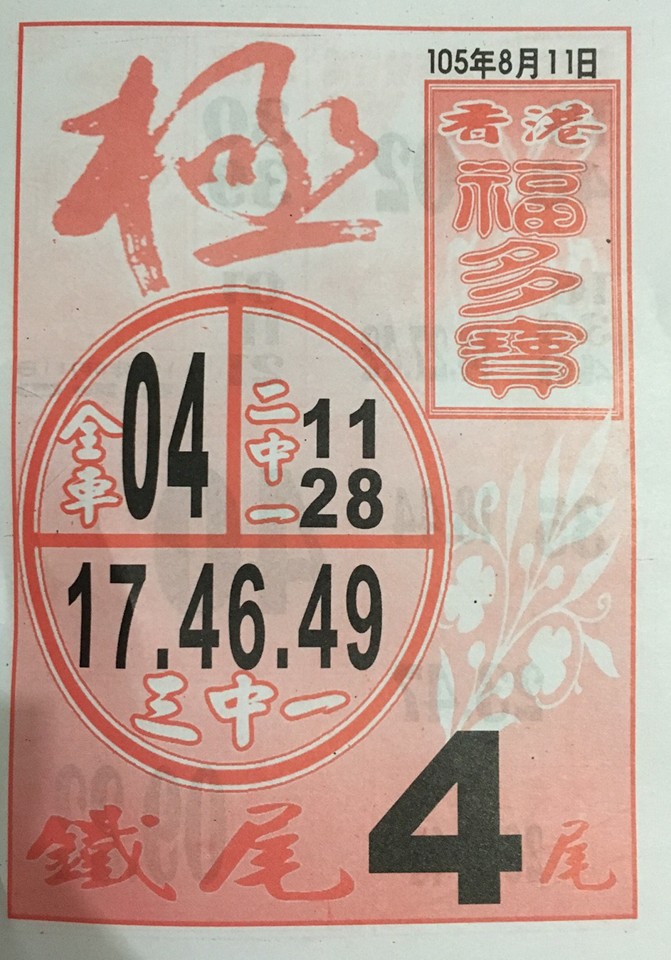 105年8月11日
極
香港
福多寶
全車
04
二中一
11
28
17.46.49
三中一
鐵尾4尾